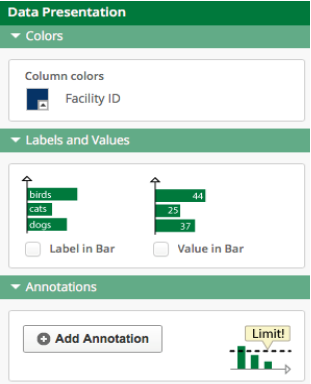 Data Presentation
Colors
Column colors
Facility ID
Labels and Values
birds
cats
dogs
44
25
37
Label in Bar
Value in Bar
Annotations
Add Annotation
Limit!